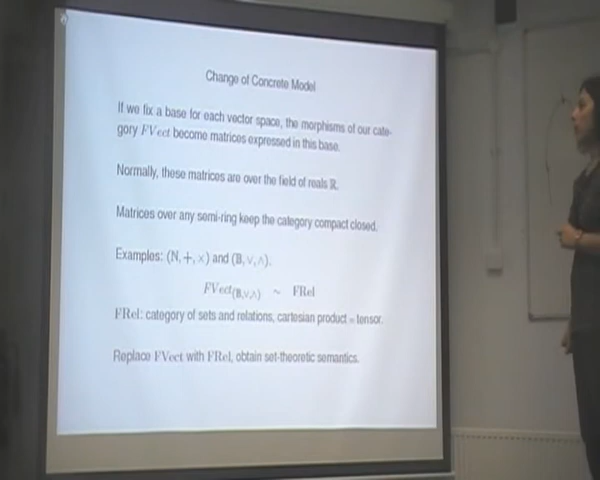 Change of Concrete Model
If we fix a base for each vector space, the morphisms of our cate-
gory FVect become matrices expressed in this base.
Normally, these matrices are over the field of reals ℝ.
Matrices over any semi-ring keep the category compact closed.
Examples: (N, +, ×) and (B, ∨, ∧).
FVect(B,∨,∧) ~ FRel
FRel: category of sets and relations, cartesian product = tensor.
Replace FVect with FRel, obtain set-theoretic semantics.